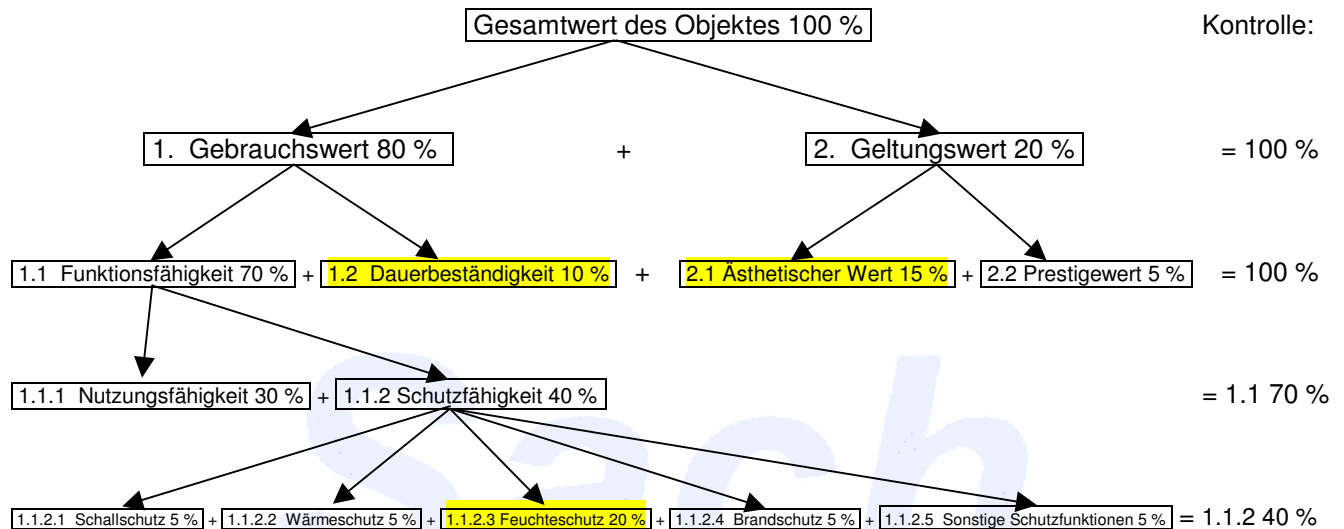 Gesamtwert des Objektes 100 % Kontrolle:
1. Gebrauchswert 80 % + 2. Geltungswert 20 % = 100 %
1.1 Funktionsfähigkeit 70 % + 1.2 Dauerbeständigkeit 10 % + 2.1 Ästhetischer Wert 15 % + 2.2 Prestigewert 5 % = 100 %
1.1.1 Nutzungsfähigkeit 30 % + 1.1.2 Schutzfähigkeit 40 % = 1.1 70 %
1.1.2.1 Schallschutz 5 % + 1.1.2.2 Wärmeschutz 5 % + 1.1.2.3 Feuchteschutz 20 % + 1.1.2.4 Brandschutz 5 % + 1.1.2.5 Sonstige Schutzfunktionen 5 % = 1.1.2 40 %
Sach